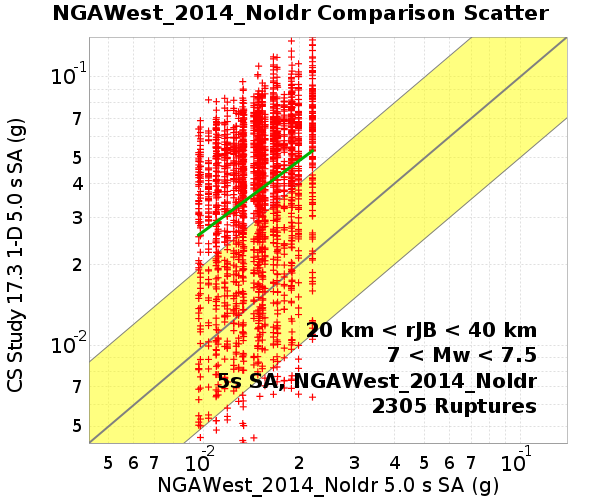 NGAWest_2014_NoIdr Comparison Scatter
CS Study 17.3 1-D 5.0 s SA (g)
10-1
7
5
4
3
2
10-2
7
5
20 km < rJB < 40 km
7 < Mw < 7.5
5s SA, NGAWest_2014_NoIdr
2305 Ruptures
5 6 7 10-2 2 3 4 5 6 7 10-1
NGAWest_2014_NoIdr 5.0 s SA (g)